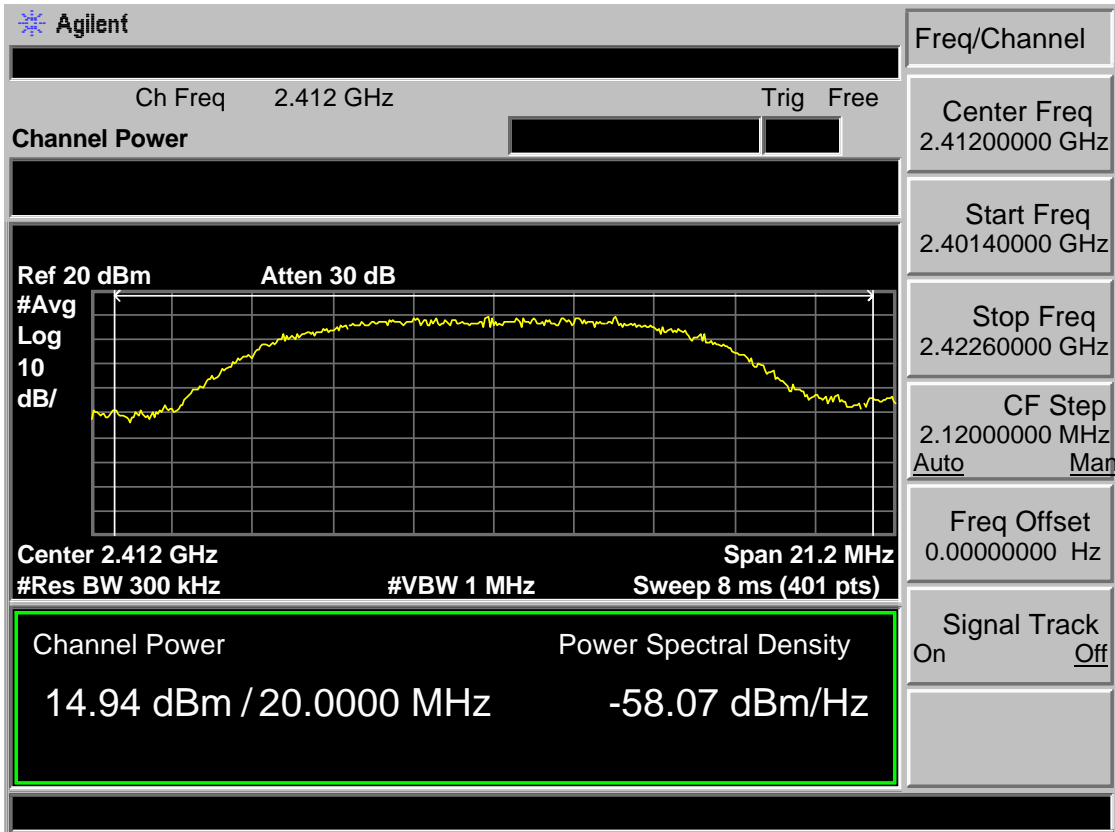 Agilent
Freq/Channel
Ch Freq 2.412 GHz Trig Free
Channel Power
Center Freq
2.41200000 GHz
Start Freq
2.40140000 GHz
Stop Freq
2.42260000 GHz
CF Step
2.12000000 MHz
Auto Man
Freq Offset
0.00000000 Hz
Signal Track
On Off
Ref 20 dBm Atten 30 dB
#Avg
Log
10
dB/
Center 2.412 GHz Span 21.2 MHz
#Res BW 300 kHz #VBW 1 MHz Sweep 8 ms (401 pts)
Channel Power Power Spectral Density
14.94 dBm / 20.0000 MHz -58.07 dBm/Hz